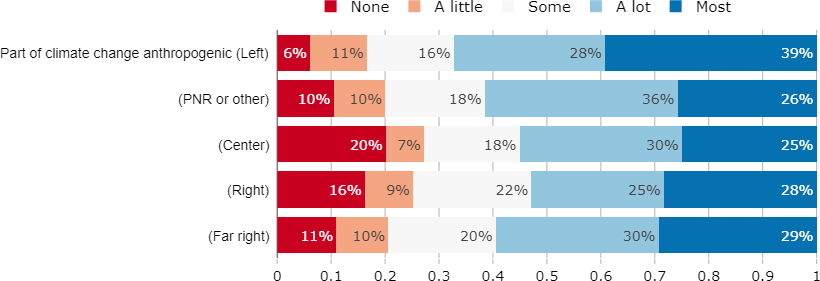 None A little Some A lot Most
Part of climate change anthropogenic (Left) 6% 11% 16% 28% 39%
(PNR or other) 10% 10% 18% 36% 26%
(Center) 20% 7% 18% 30% 25%
(Right) 16% 9% 22% 25% 28%
(Far right) 11% 10% 20% 30% 29%
0 0.1 0.2 0.3 0.4 0.5 0.6 0.7 0.8 0.9 1